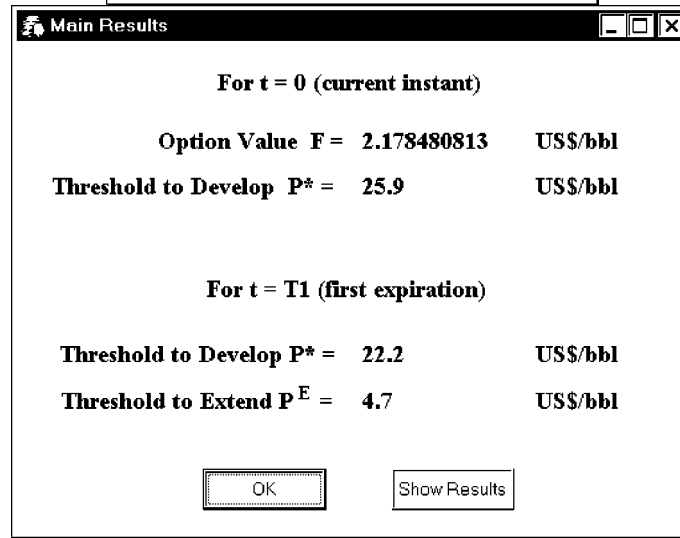 Main Results
For t = 0 (current instant)
Option Value F = 2.178480813 US$/bbl
Threshold to Develop P* = 25.9 US$/bbl
For t = T1 (first expiration)
Threshold to Develop P* = 22.2 US$/bbl
Threshold to Extend P E = 4.7 US$/bbl
OK Show Results